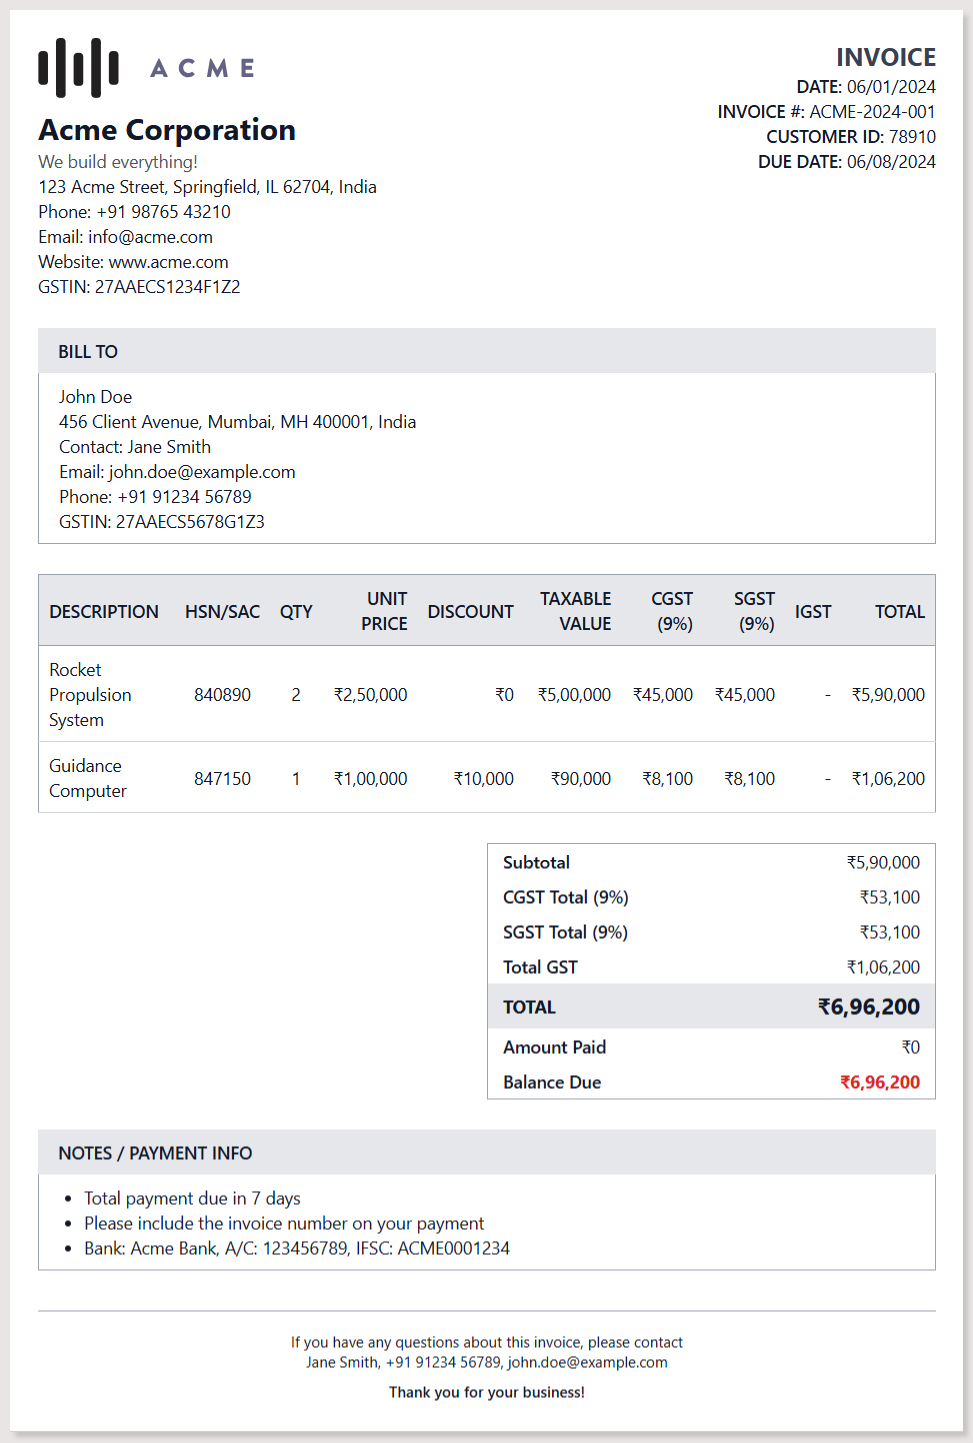 ACME
Acme Corporation
We build everything!
123 Acme Street, Springfield, IL 62704, India
Phone: +91 98765 43210
Email: info@acme.com
Website: www.acme.com
GSTIN: 27AAECS1234F1Z2
INVOICE
DATE: 06/01/2024
INVOICE #: ACME-2024-001
CUSTOMER ID: 78910
DUE DATE: 06/08/2024
BILL TO
John Doe
456 Client Avenue, Mumbai, MH 400001, India
Contact: Jane Smith
Email: john.doe@example.com
Phone: +91 91234 56789
GSTIN: 27AAECS5678G1Z3
DESCRIPTION HSN/SAC QTY UNIT PRICE DISCOUNT TAXABLE VALUE CGST (9%) SGST (9%) IGST TOTAL
Rocket Propulsion System 840890 2 ₹2,50,000 ₹0 ₹5,00,000 ₹45,000 ₹45,000 - ₹5,90,000
Guidance Computer 847150 1 ₹1,00,000 ₹10,000 ₹90,000 ₹8,100 ₹8,100 - ₹1,06,200
Subtotal ₹5,90,000
CGST Total (9%) ₹53,100
SGST Total (9%) ₹53,100
Total GST ₹1,06,200
TOTAL ₹6,96,200
Amount Paid ₹0
Balance Due ₹6,96,200
NOTES / PAYMENT INFO
• Total payment due in 7 days
• Please include the invoice number on your payment
• Bank: Acme Bank, A/C: 123456789, IFSC: ACME0001234
If you have any questions about this invoice, please contact
Jane Smith, +91 91234 56789, john.doe@example.com
Thank you for your business!